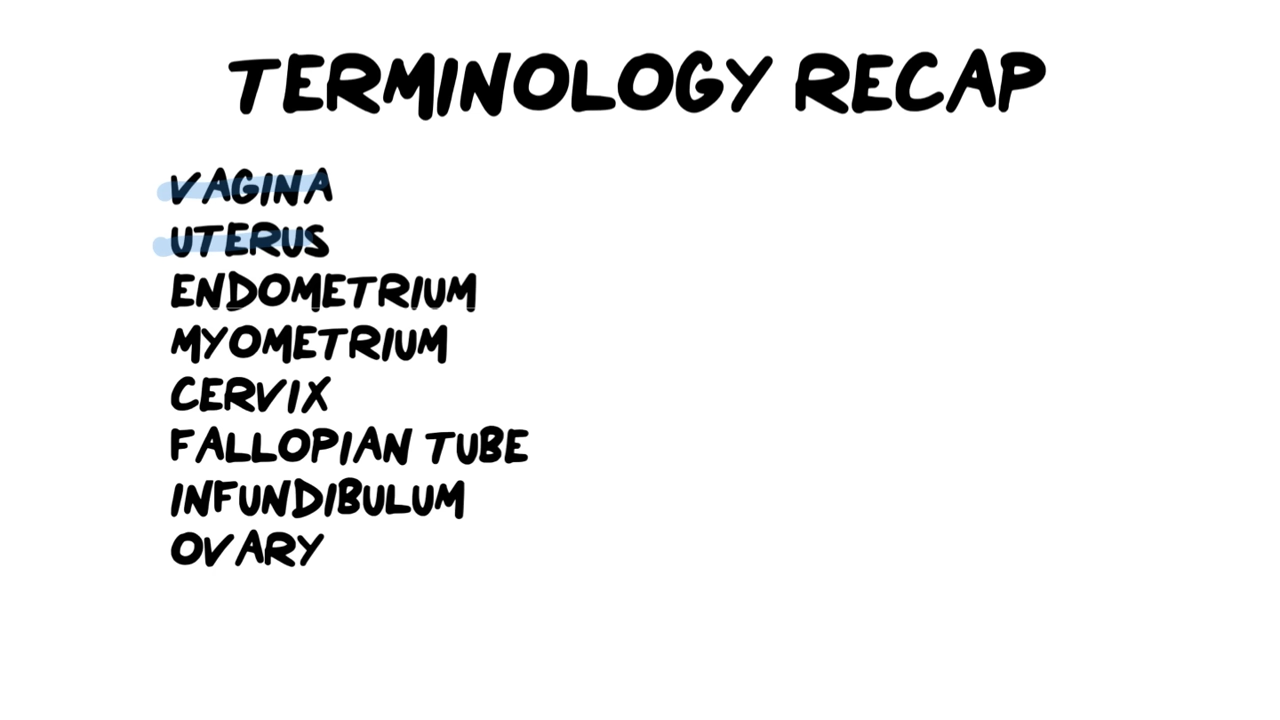 TERMINOLOGY RECAP
VAGINA
UTERUS
ENDOMETRIUM
MYOMETRIUM
CERVIX
FALLOPIAN TUBE
INFUNDIBULUM
OVARY